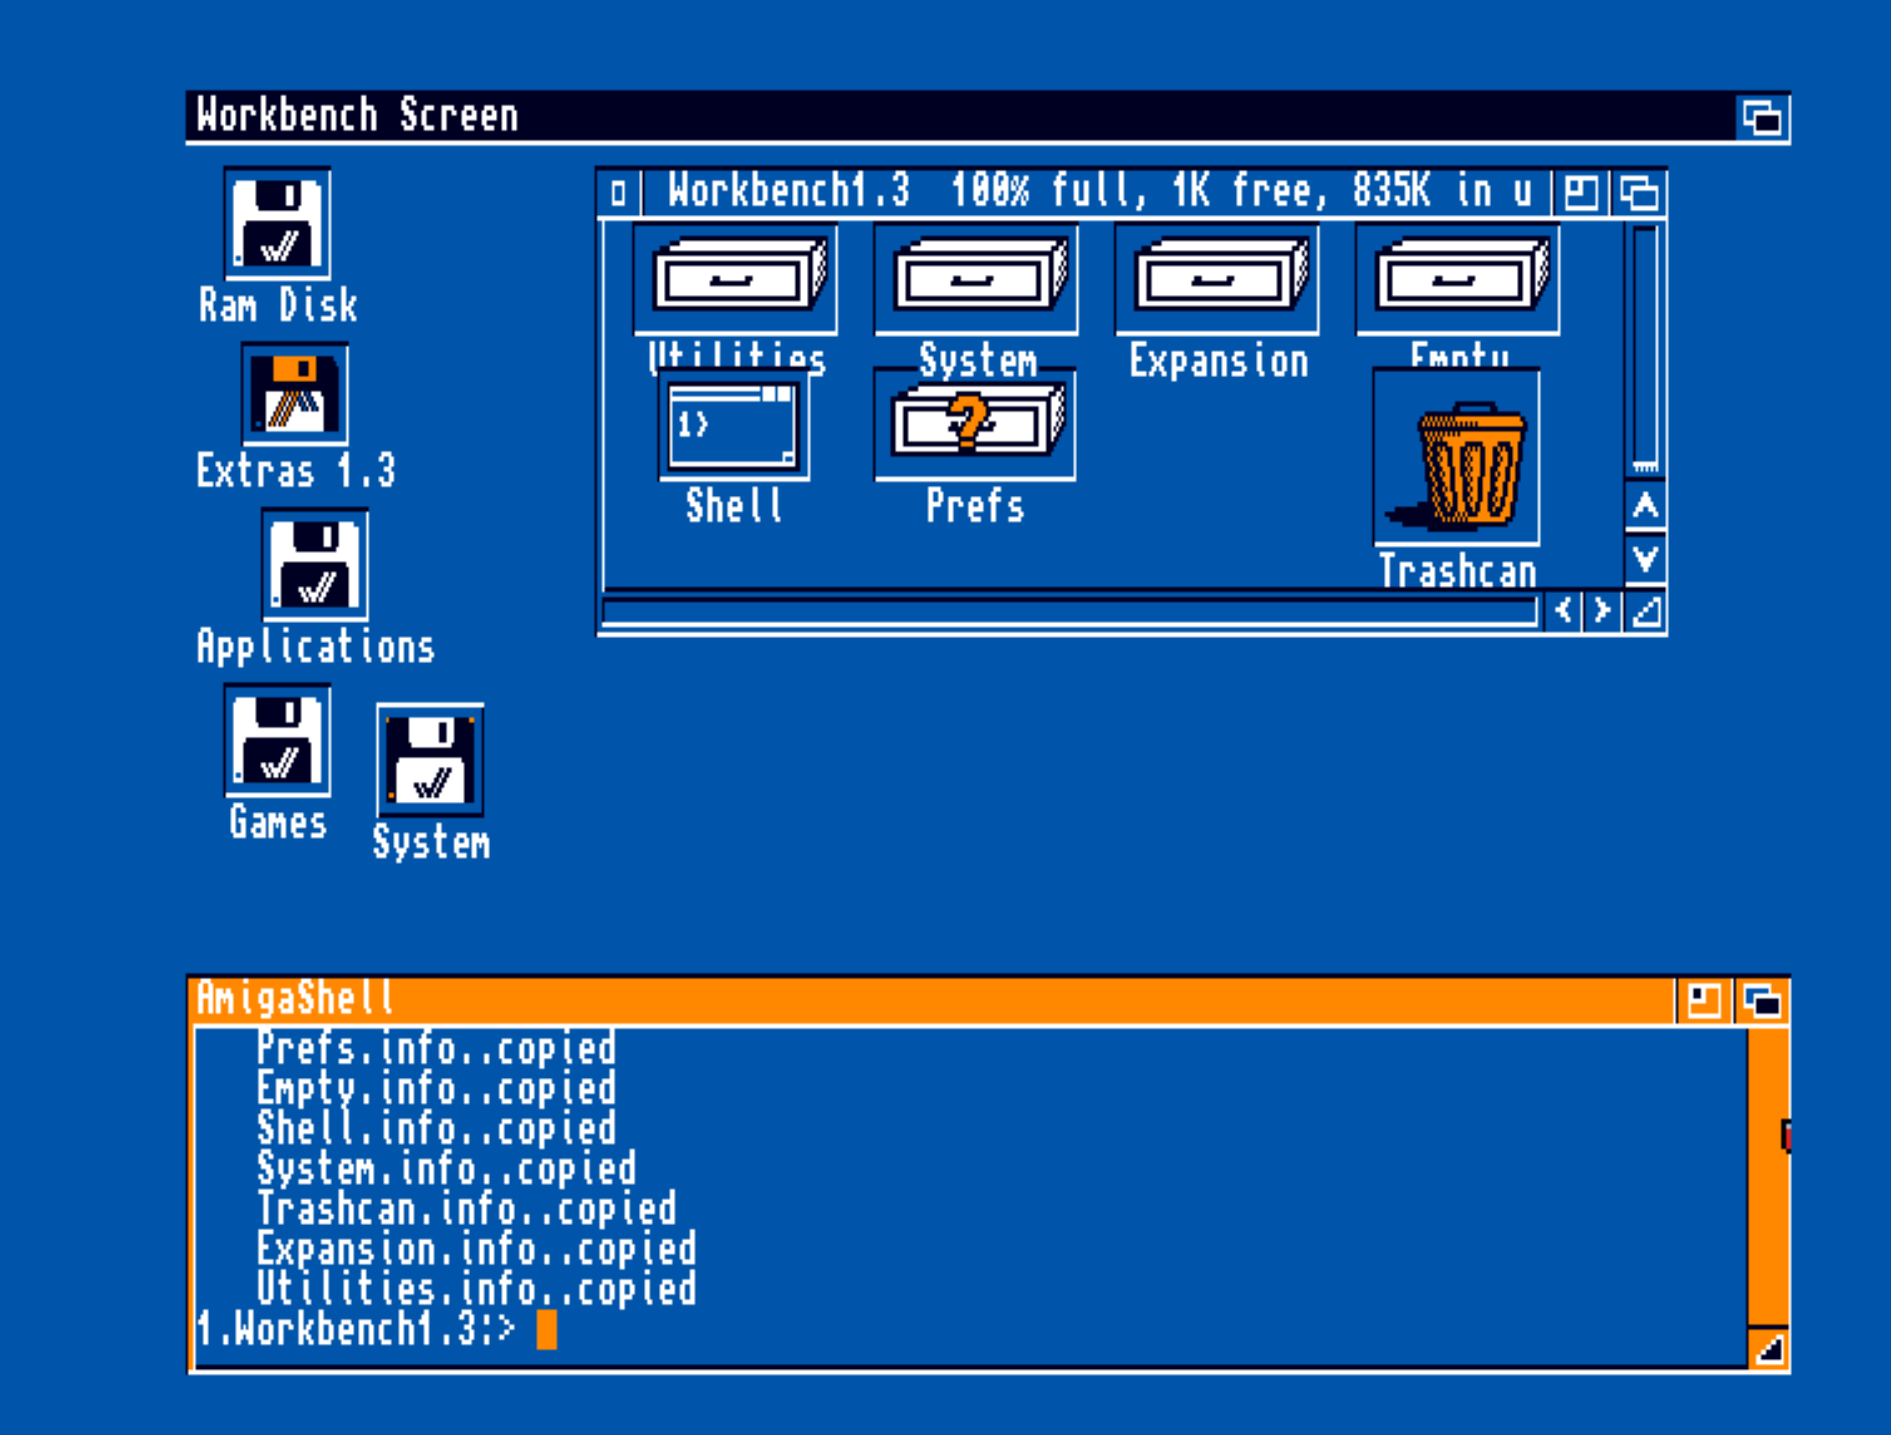 Workbench Screen
Ram Disk
Extras 1.3
Applications
Games
System
Workbench1.3  100% full, 1K free, 835K in u
Utilities
System
Expansion
Empty
1>
Shell
Prefs
Trashcan
AmigaShell
Prefs.info..copied
Empty.info..copied
Shell.info..copied
System.info..copied
Trashcan.info..copied
Expansion.info..copied
Utilities.info..copied
1.Workbench1.3:>